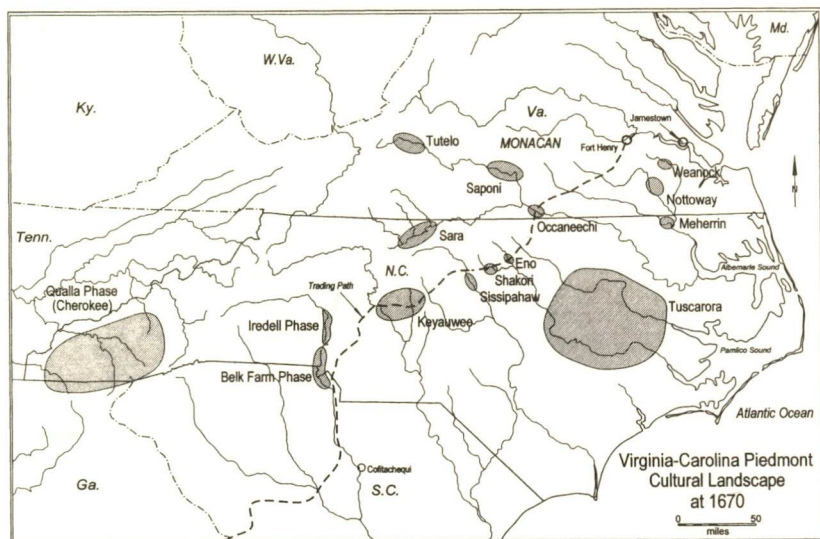 Md.
W.Va.
Ky.
Va.
Jamestown
Tutelo
MONACAN
Fort Henry
Weanock
Saponi
Nottoway
N
Occaneechi
Meherrin
Tenn.
Sara
Eno
Albemarle Sound
N.C.
Shakori
Qualla Phase
(Cherokee)
Trading Path
Sissipahaw
Tuscarora
Iredell Phase
Keyauwee
Pamlico Sound
Belk Farm Phase
Atlantic Ocean
Cofitachequi
Ga.
S.C.
Virginia-Carolina Piedmont
Cultural Landscape
at 1670
0 50
miles